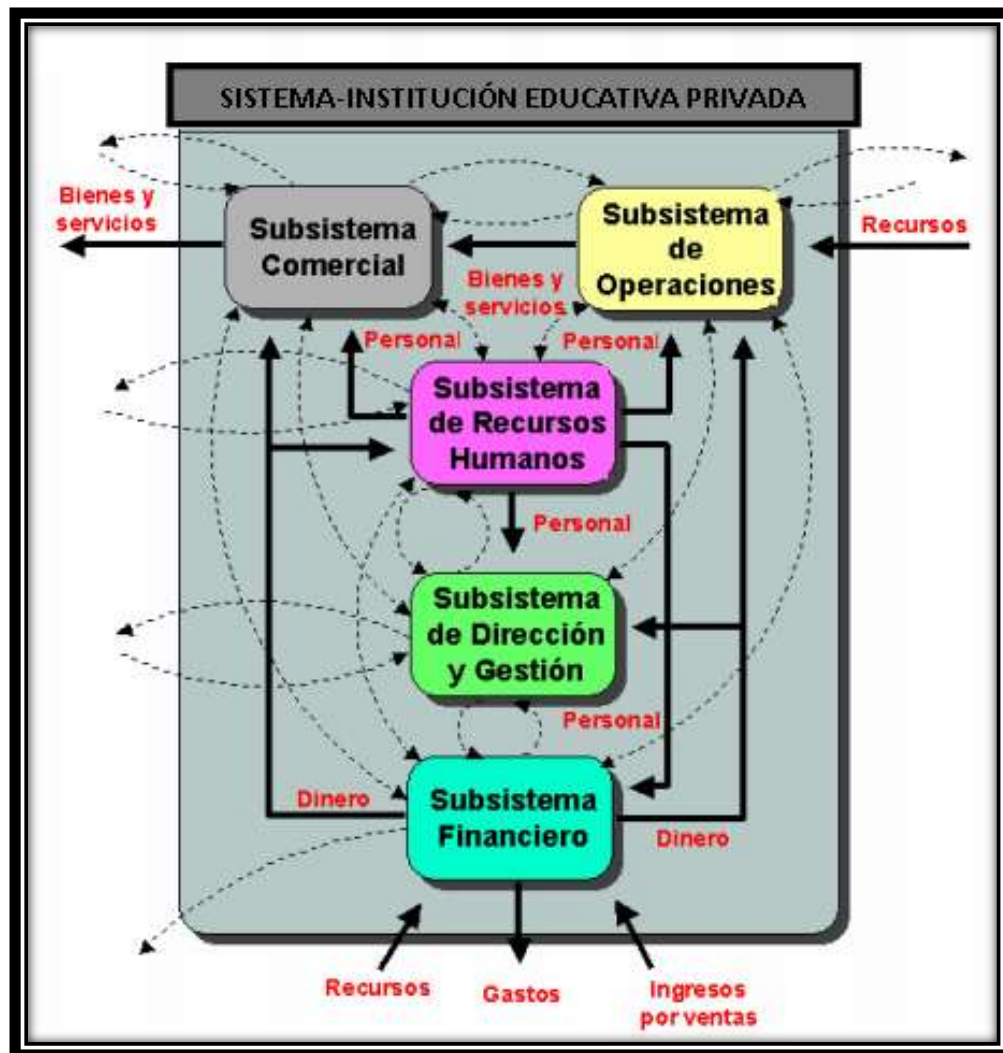 SISTEMA-INSTITUCIÓN EDUCATIVA PRIVADA
Bienes y
servicios
Subsistema
Comercial
Subsistema
de
Operaciones
Recursos
Bienes y
servicios
Personal
Personal
Subsistema
de Recursos
Humanos
Personal
Subsistema
de Dirección
y Gestión
Personal
Dinero
Subsistema
Financiero
Dinero
Recursos
Gastos
Ingresos
por ventas